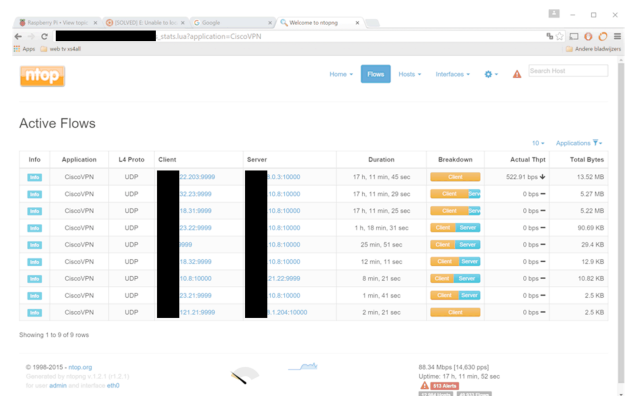 Raspberry Pi • View topic
[SOLVED] E: Unable to lo
Google
Welcome to ntopng
_stats.lua?application=CiscoVPN
Apps
web tv vs4all
Andere bladwijzers
ntop
Home
Flows
Hosts
Interfaces
Search Host
Active Flows
10
Applications
Info Application L4 Proto Client Server Duration Breakdown Actual Thpt Total Bytes
Info CiscoVPN UDP 22.203:9999 8.0.3:10000 17 h, 11 min, 45 sec Client 522.91 bps 13.52 MB
Info CiscoVPN UDP 32.23:9999 .10.8:10000 17 h, 11 min, 29 sec Client Serv 0 bps 5.27 MB
Info CiscoVPN UDP 18.31:9998 .10.8:10000 17 h, 11 min, 25 sec Client Serv 0 bps 5.22 MB
Info CiscoVPN UDP 23.22:9999 .10.8:10000 1 h, 18 min, 31 sec Client Server 0 bps 90.69 KB
Info CiscoVPN UDP 9999 .10.8:10000 25 min, 51 sec Client Server 0 bps 29.4 KB
Info CiscoVPN UDP 18.32:9999 .10.8:10000 12 min, 11 sec Client Server 0 bps 12.9 KB
Info CiscoVPN UDP 10.8:10000 .21.22:9999 8 min, 21 sec Client Server 0 bps 10.82 KB
Info CiscoVPN UDP 23.21:9999 .10.8:10000 1 min, 41 sec Client Server 0 bps 2.5 KB
Info CiscoVPN UDP 121.21:9999 .1.204:10000 2 min, 21 sec Client 0 bps 2.5 KB
Showing 1 to 9 of 9 rows
© 1998-2015 - ntop.org
Generated by ntopng v.1.2.1 (r1.2.1)
for user admin and interface eth0
88.34 Mbps [14,630 pps]
Uptime: 17 h, 11 min, 52 sec
513 Alerts